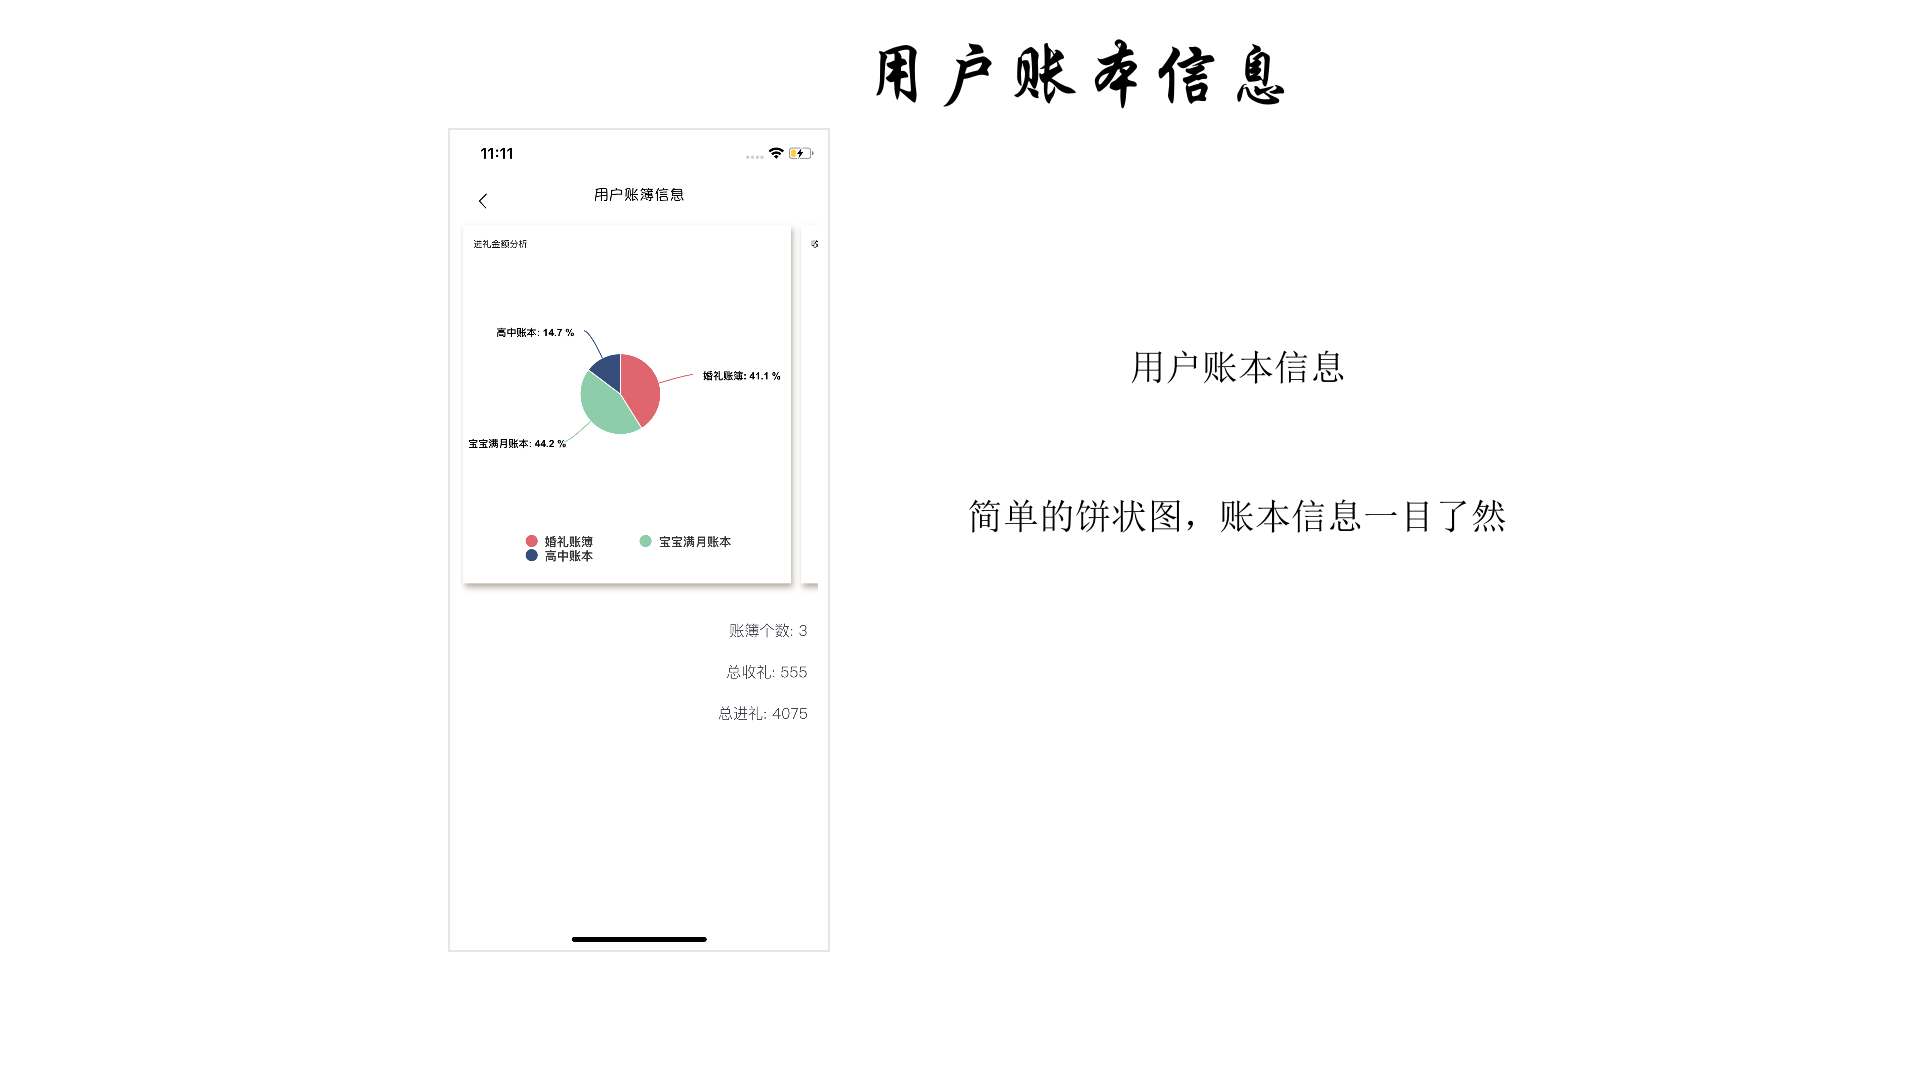 用户账本信息
11:11
用户账簿信息
进礼金额分析
高中账本: 14.7 %
婚礼账簿: 41.1 %
宝宝满月账本: 44.2 %
婚礼账簿
宝宝满月账本
高中账本
账簿个数: 3
总收礼: 555
总进礼: 4075
用户账本信息
简单的饼状图，账本信息一目了然